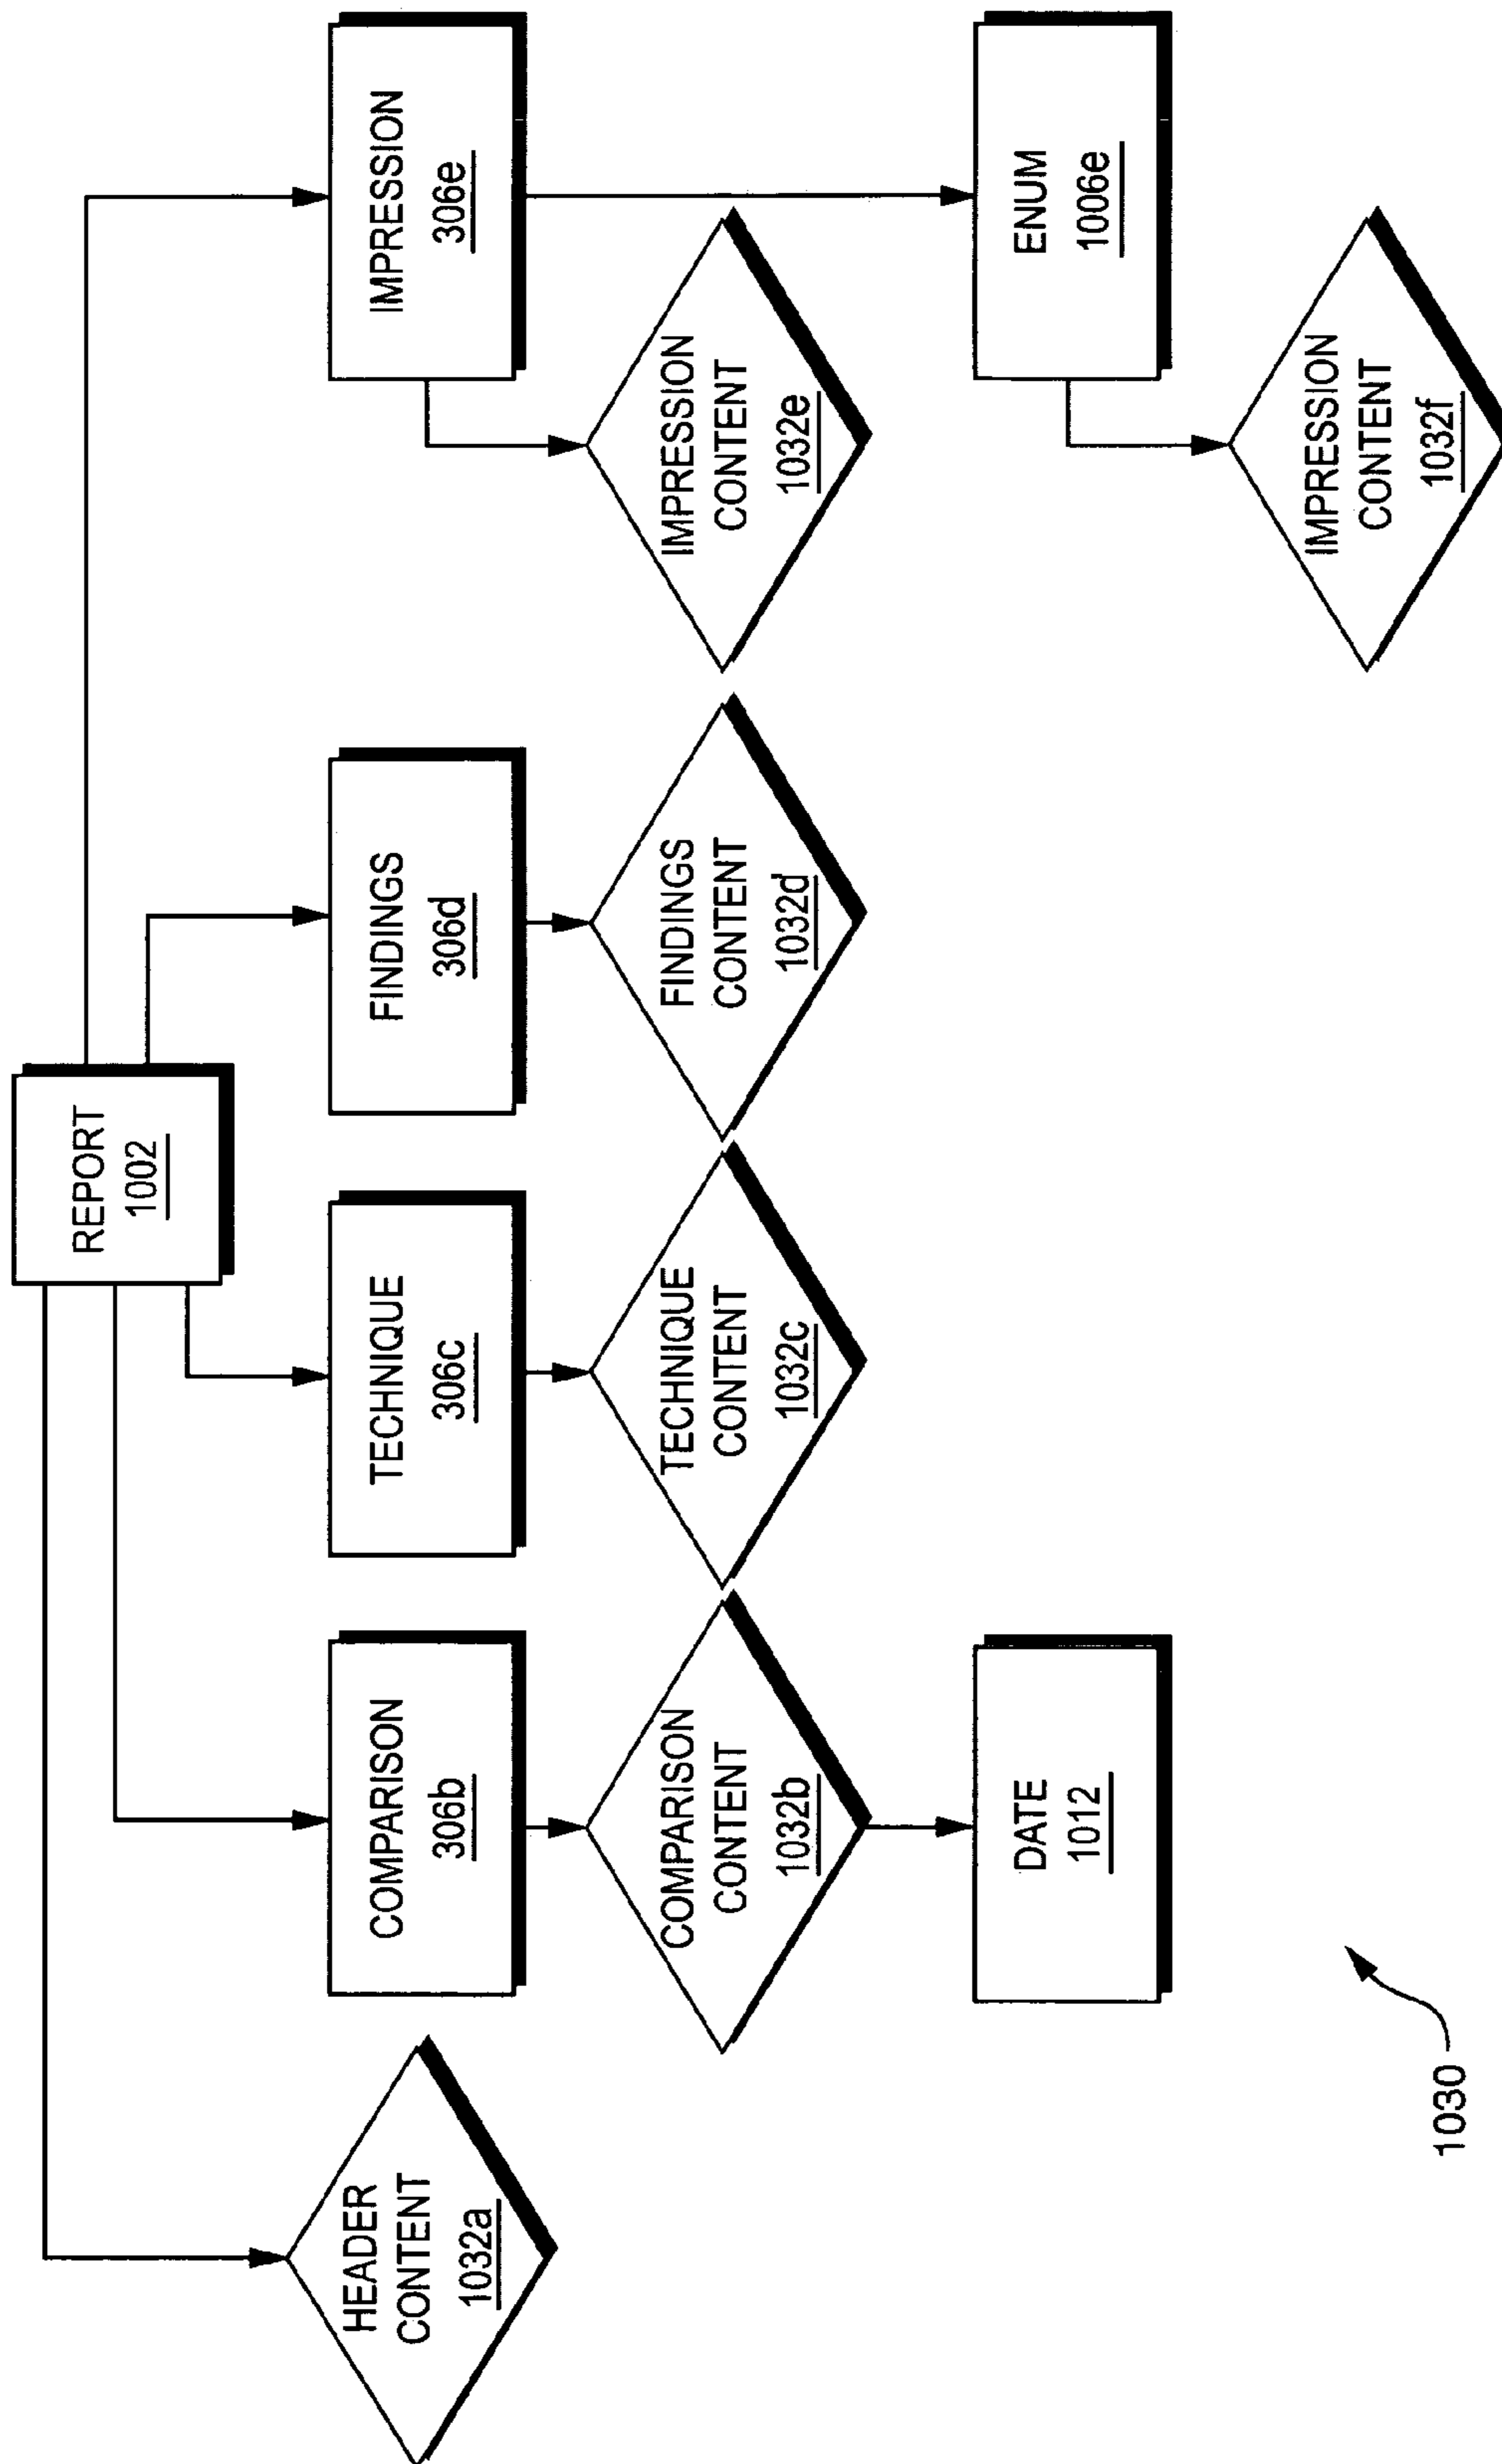 REPORT
1002
HEADER
CONTENT
1032a
COMPARISON
306b
TECHNIQUE
306c
FINDINGS
306d
IMPRESSION
306e
COMPARISON
CONTENT
1032b
TECHNIQUE
CONTENT
1032c
FINDINGS
CONTENT
1032d
IMPRESSION
CONTENT
1032e
DATE
1012
ENUM
1006e
IMPRESSION
CONTENT
1032f
1030